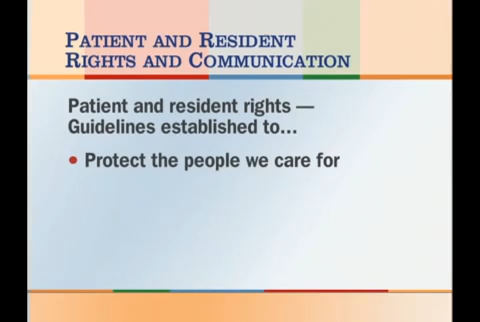 PATIENT AND RESIDENT
RIGHTS AND COMMUNICATION
Patient and resident rights —
Guidelines established to...
• Protect the people we care for